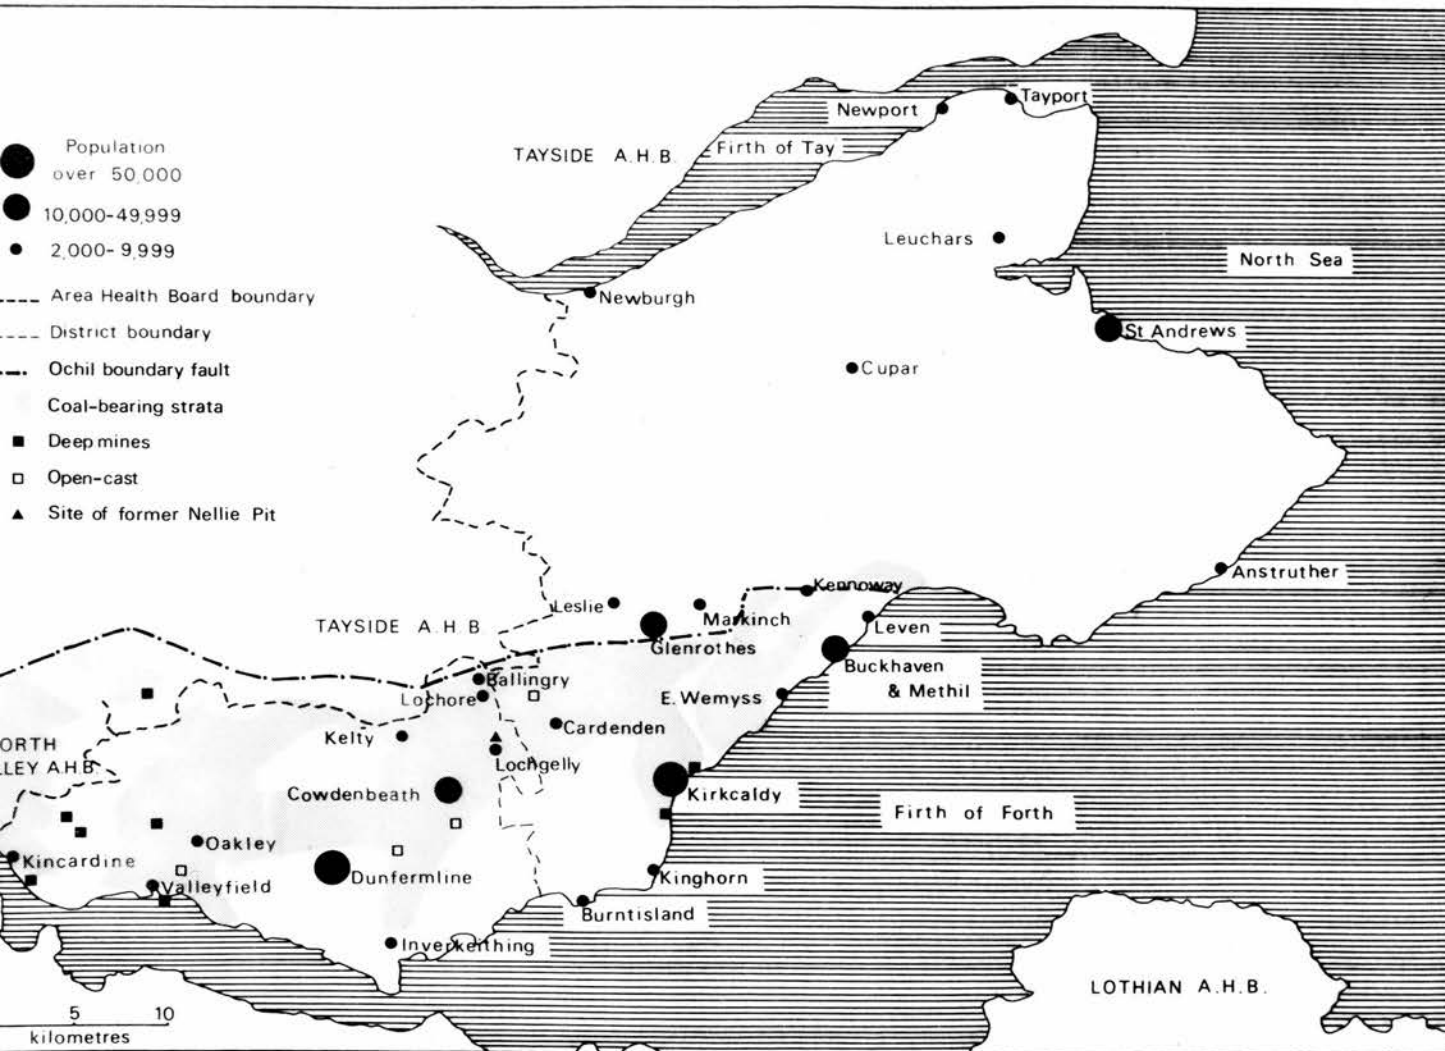 Population
over 50,000
10,000-49,999
2,000-9,999
Area Health Board boundary
District boundary
Ochil boundary fault
Coal-bearing strata
Deep mines
Open-cast
Site of former Nellie Pit
TAYSIDE A.H.B.
Firth of Tay
Newport
Tayport
Leuchars
North Sea
Newburgh
St Andrews
Cupar
Anstruther
Kennoway
Leslie
Markinch
Leven
TAYSIDE A.H.B
Glenrothes
Buckhaven
& Methil
Ballingry
Lochore
E. Wemyss
Cardenden
Kelty
Lochgelly
ORTH
LLEY A.H.B.
Cowdenbeath
Kirkcaldy
Firth of Forth
Oakley
Kincardine
Dunfermline
Kinghorn
Valleyfield
Burntisland
Inverkeithing
LOTHIAN A.H.B.
5 10
kilometres